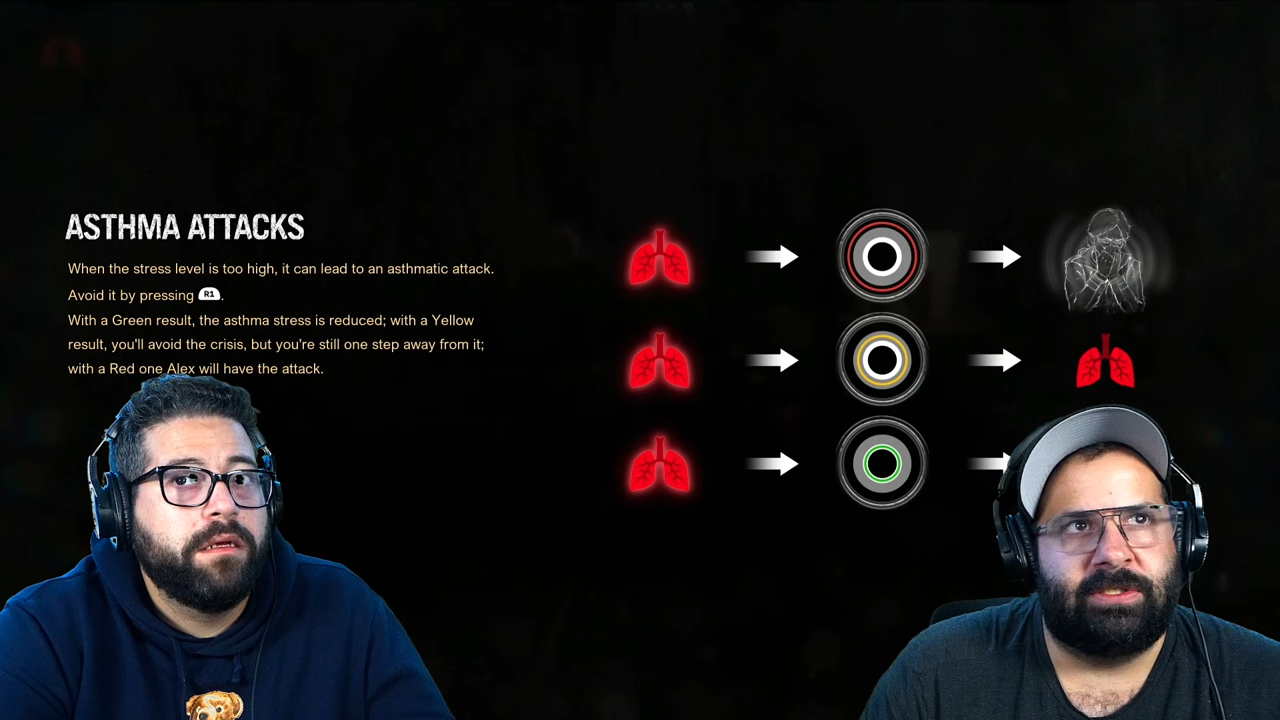 ASTHMA ATTACKS
When the stress level is too high, it can lead to an asthmatic attack.
Avoid it by pressing R1.
With a Green result, the asthma stress is reduced; with a Yellow
result, you'll avoid the crisis, but you're still one step away from it;
with a Red one Alex will have the attack.